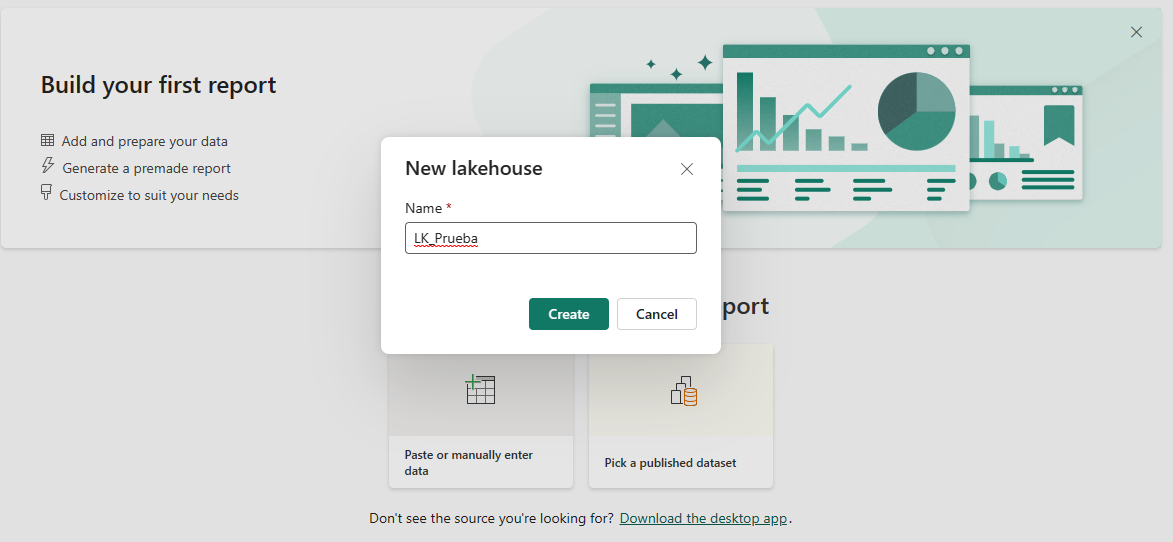 Build your first report
Add and prepare your data
Generate a premade report
Customize to suit your needs
New lakehouse
Name *
LK_Prueba
Create
Cancel
port
Paste or manually enter
data
Pick a published dataset
Don't see the source you're looking for? Download the desktop app.